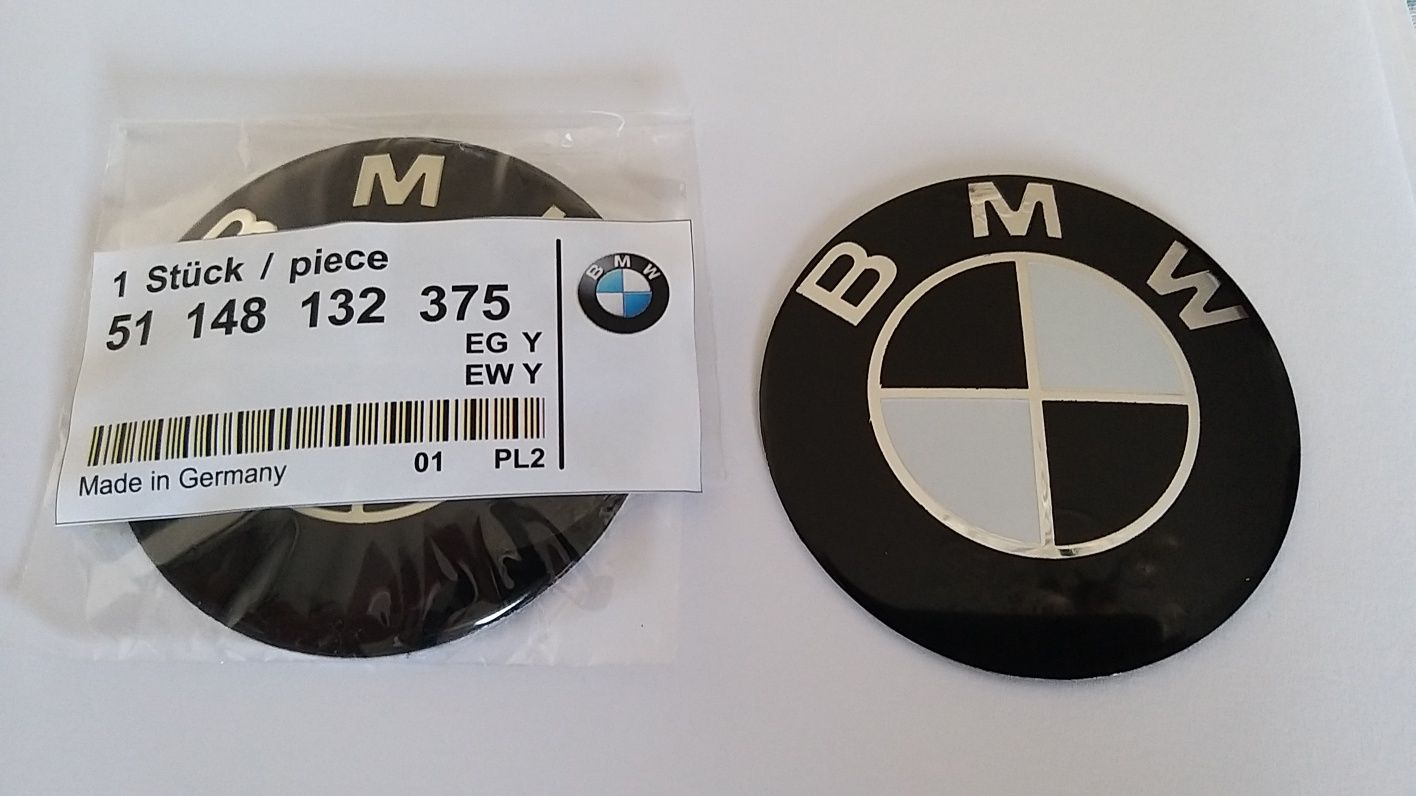 M
B
1 Stück / piece
51 148 132 375
EG Y
EW Y
01 PL2
Made in Germany
BMW
BMW